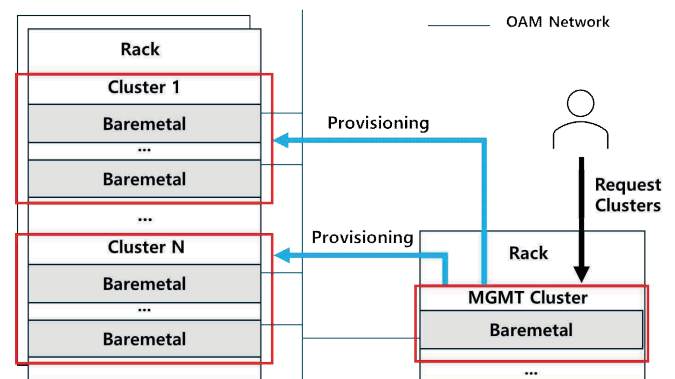 OAM Network
Rack
Cluster 1
Baremetal
...
Baremetal
...
Cluster N
Baremetal
...
Baremetal
Provisioning
Provisioning
Request
Clusters
Rack
MGMT Cluster
Baremetal
...